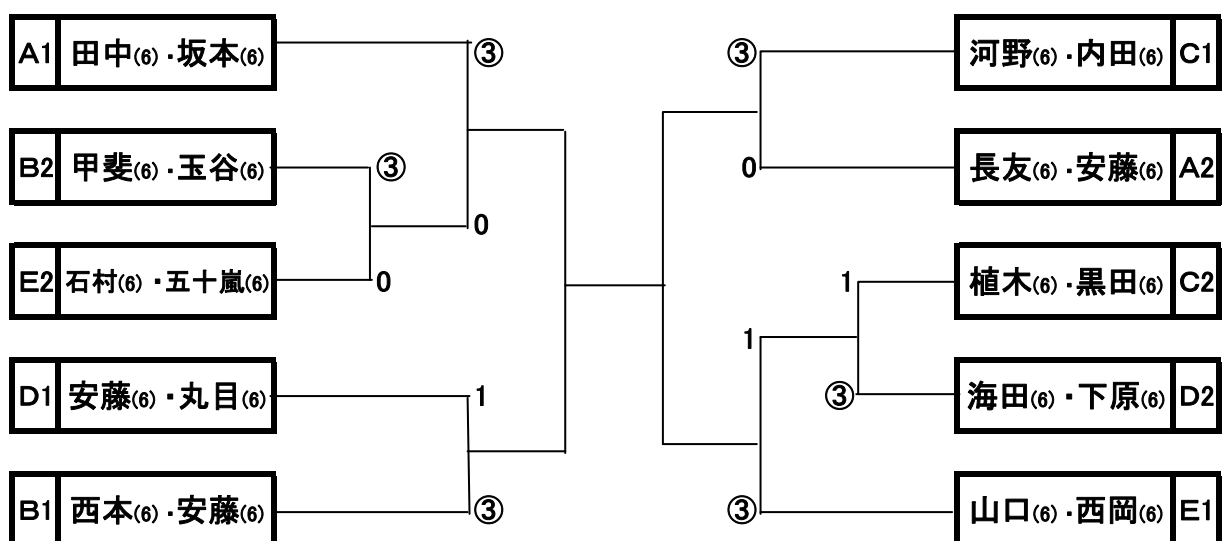 A1 田中(6)・坂本(6) ③
③ 河野(6)・内田(6) C1
B2 甲斐(6)・玉谷(6) ③
0 長友(6)・安藤(6) A2
0
E2 石村(6)・五十嵐(6) 0
1 植木(6)・黒田(6) C2
1
D1 安藤(6)・丸目(6) 1
③ 海田(6)・下原(6) D2
B1 西本(6)・安藤(6) ③
③ 山口(6)・西岡(6) E1